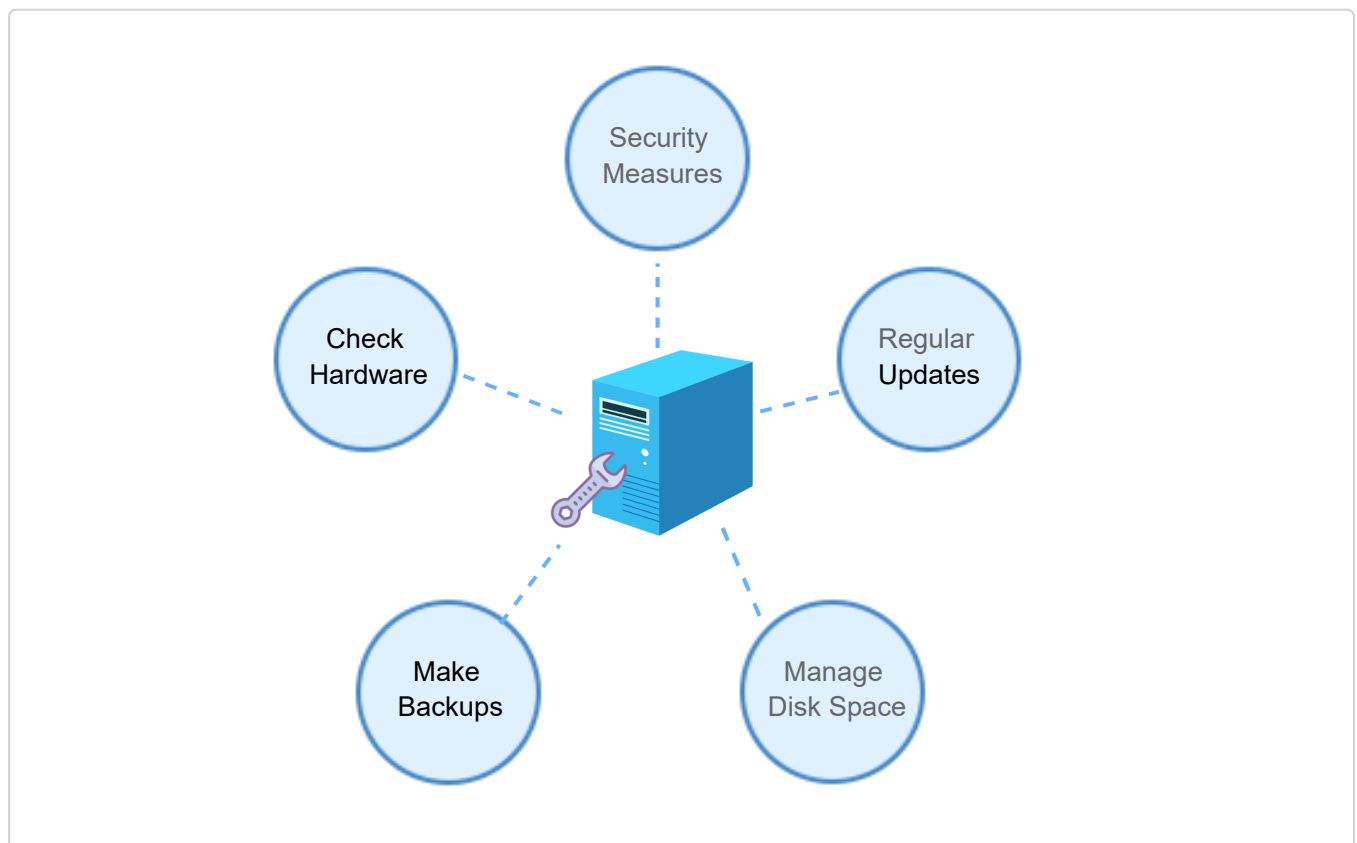 Security
Measures
Check
Hardware
Regular
Updates
Make
Backups
Manage
Disk Space